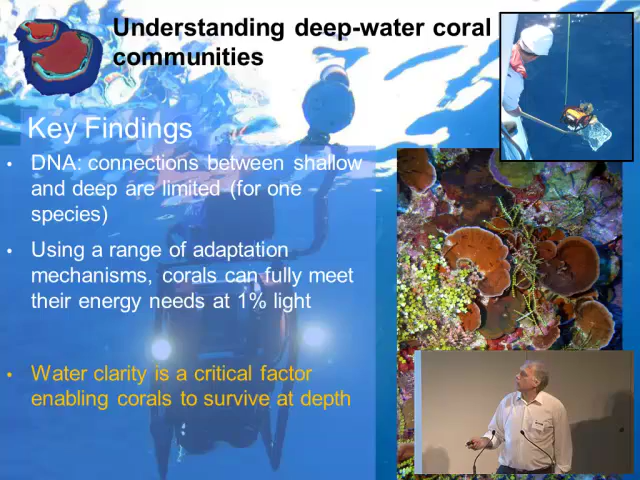 Understanding deep-water coral
communities
Key Findings
• DNA: connections between shallow
and deep are limited (for one
species)
• Using a range of adaptation
mechanisms, corals can fully meet
their energy needs at 1% light
• Water clarity is a critical factor
enabling corals to survive at depth